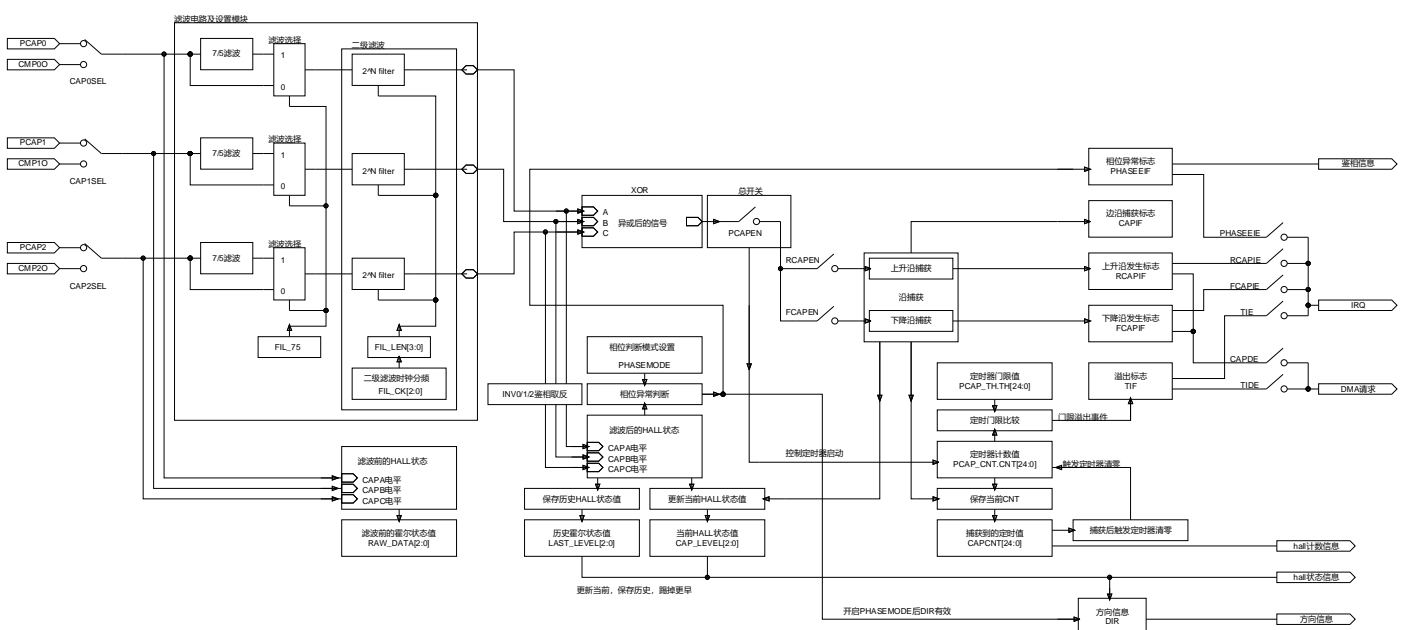 滤波电路及设置模块
PCAP0
CMP0O
CAP0SEL
7/5滤波
滤波选择
1
0
二级滤波
2^N filter
PCAP1
CMP1O
CAP1SEL
7/5滤波
滤波选择
1
0
2^N filter
PCAP2
CMP2O
CAP2SEL
7/5滤波
滤波选择
1
0
2^N filter
FIL_75
FIL_LEN[3:0]
二级滤波时钟分频
FIL_CK[2:0]
XOR
A
B
C
异或后的信号
总开关
PCAPEN
RCAPEN
FCAPEN
上升沿捕获
沿捕获
下降沿捕获
相位异常标志
PHASEEIF
边沿捕获标志
CAPIF
上升沿发生标志
RCAPIF
下降沿发生标志
FCAPIF
溢出标志
TIF
PHASEEIE
RCAPIE
FCAPIE
TIE
CAPDE
TIDE
鉴相信息
IRQ
DMA请求
相位判断模式设置
PHASEMODE
INV0/1/2鉴相取反
相位异常判断
滤波后的HALL状态
CAPA电平
CAPB电平
CAPC电平
滤波前的HALL状态
CAPA电平
CAPB电平
CAPC电平
滤波前的霍尔状态值
RAW_DATA[2:0]
保存历史HALL状态值
更新当前HALL状态值
历史霍尔状态值
LAST_LEVEL[2:0]
当前HALL状态值
CAP_LEVEL[2:0]
更新当前，保存历史，踢掉更早
控制定时器启动
定时器门限值
PCAP_TH.TH[24:0]
定时门限比较
门限溢出事件
定时器计数值
PCAP_CNT.CNT[24:0]
触发定时器清零
保存当前CNT
捕获到的定时值
CAPCNT[24:0]
捕获后触发定时器清零
hall计数信息
hall状态信息
开启PHASEMODE后DIR有效
方向信息
DIR
方向信息